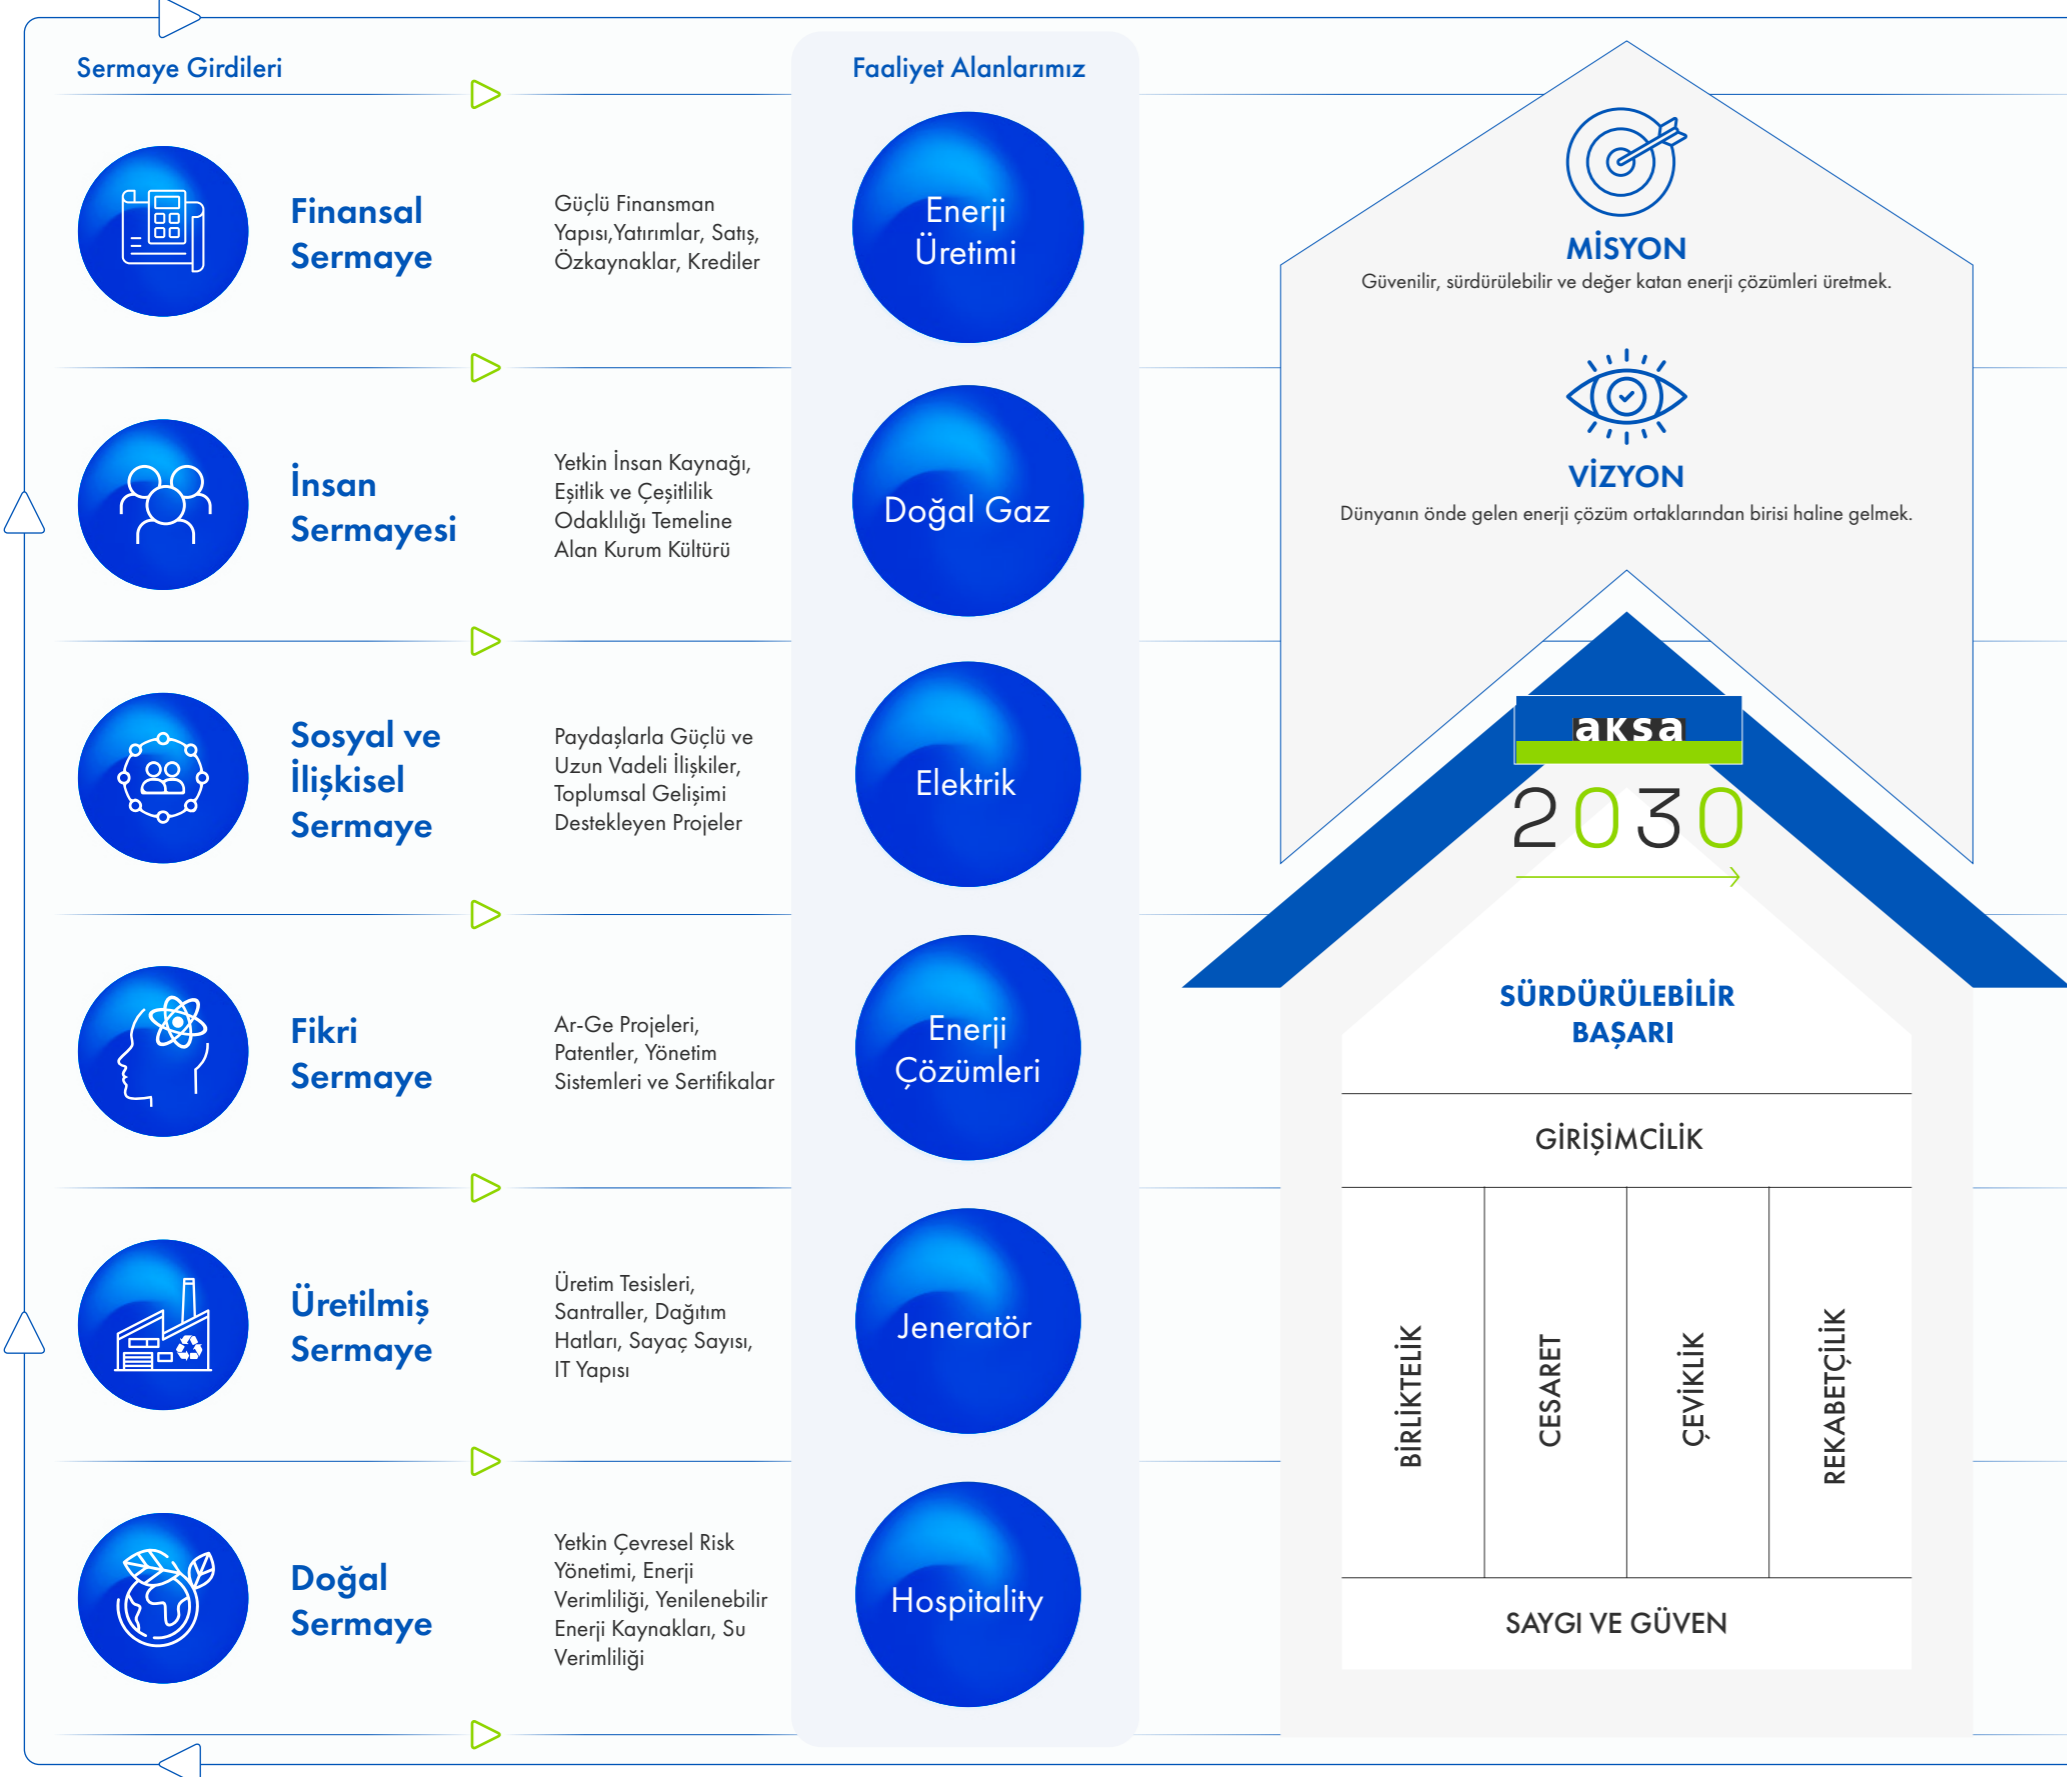 Sermaye Girdileri
Finansal
Sermaye
Güçlü Finansman
Yapısı,Yatırımlar, Satış,
Özkaynaklar, Krediler
İnsan
Sermayesi
Yetkin İnsan Kaynağı,
Eşitlik ve Çeşitlilik
Odaklılığı Temeline
Alan Kurum Kültürü
Sosyal ve
İlişkisel
Sermaye
Paydaşlarla Güçlü ve
Uzun Vadeli İlişkiler,
Toplumsal Gelişimi
Destekleyen Projeler
Fikri
Sermaye
Ar-Ge Projeleri,
Patentler, Yönetim
Sistemleri ve Sertifikalar
Üretilmiş
Sermaye
Üretim Tesisleri,
Santraller, Dağıtım
Hatları, Sayaç Sayısı,
IT Yapısı
Doğal
Sermaye
Yetkin Çevresel Risk
Yönetimi, Enerji
Verimliliği, Yenilenebilir
Enerji Kaynakları, Su
Verimliliği
Faaliyet Alanlarımız
Enerji
Üretimi
Doğal Gaz
Elektrik
Enerji
Çözümleri
Jeneratör
Hospitality
MİSYON
Güvenilir, sürdürülebilir ve değer katan enerji çözümleri üretmek.
VİZYON
Dünyanın önde gelen enerji çözüm ortaklarından birisi haline gelmek.
aksa
2030
SÜRDÜRÜLEBİLİR
BAŞARI
GİRİŞİMCİLİK
BİRLİKTELİK
CESARET
ÇEVİKLİK
REKABETÇİLİK
SAYGI VE GÜVEN